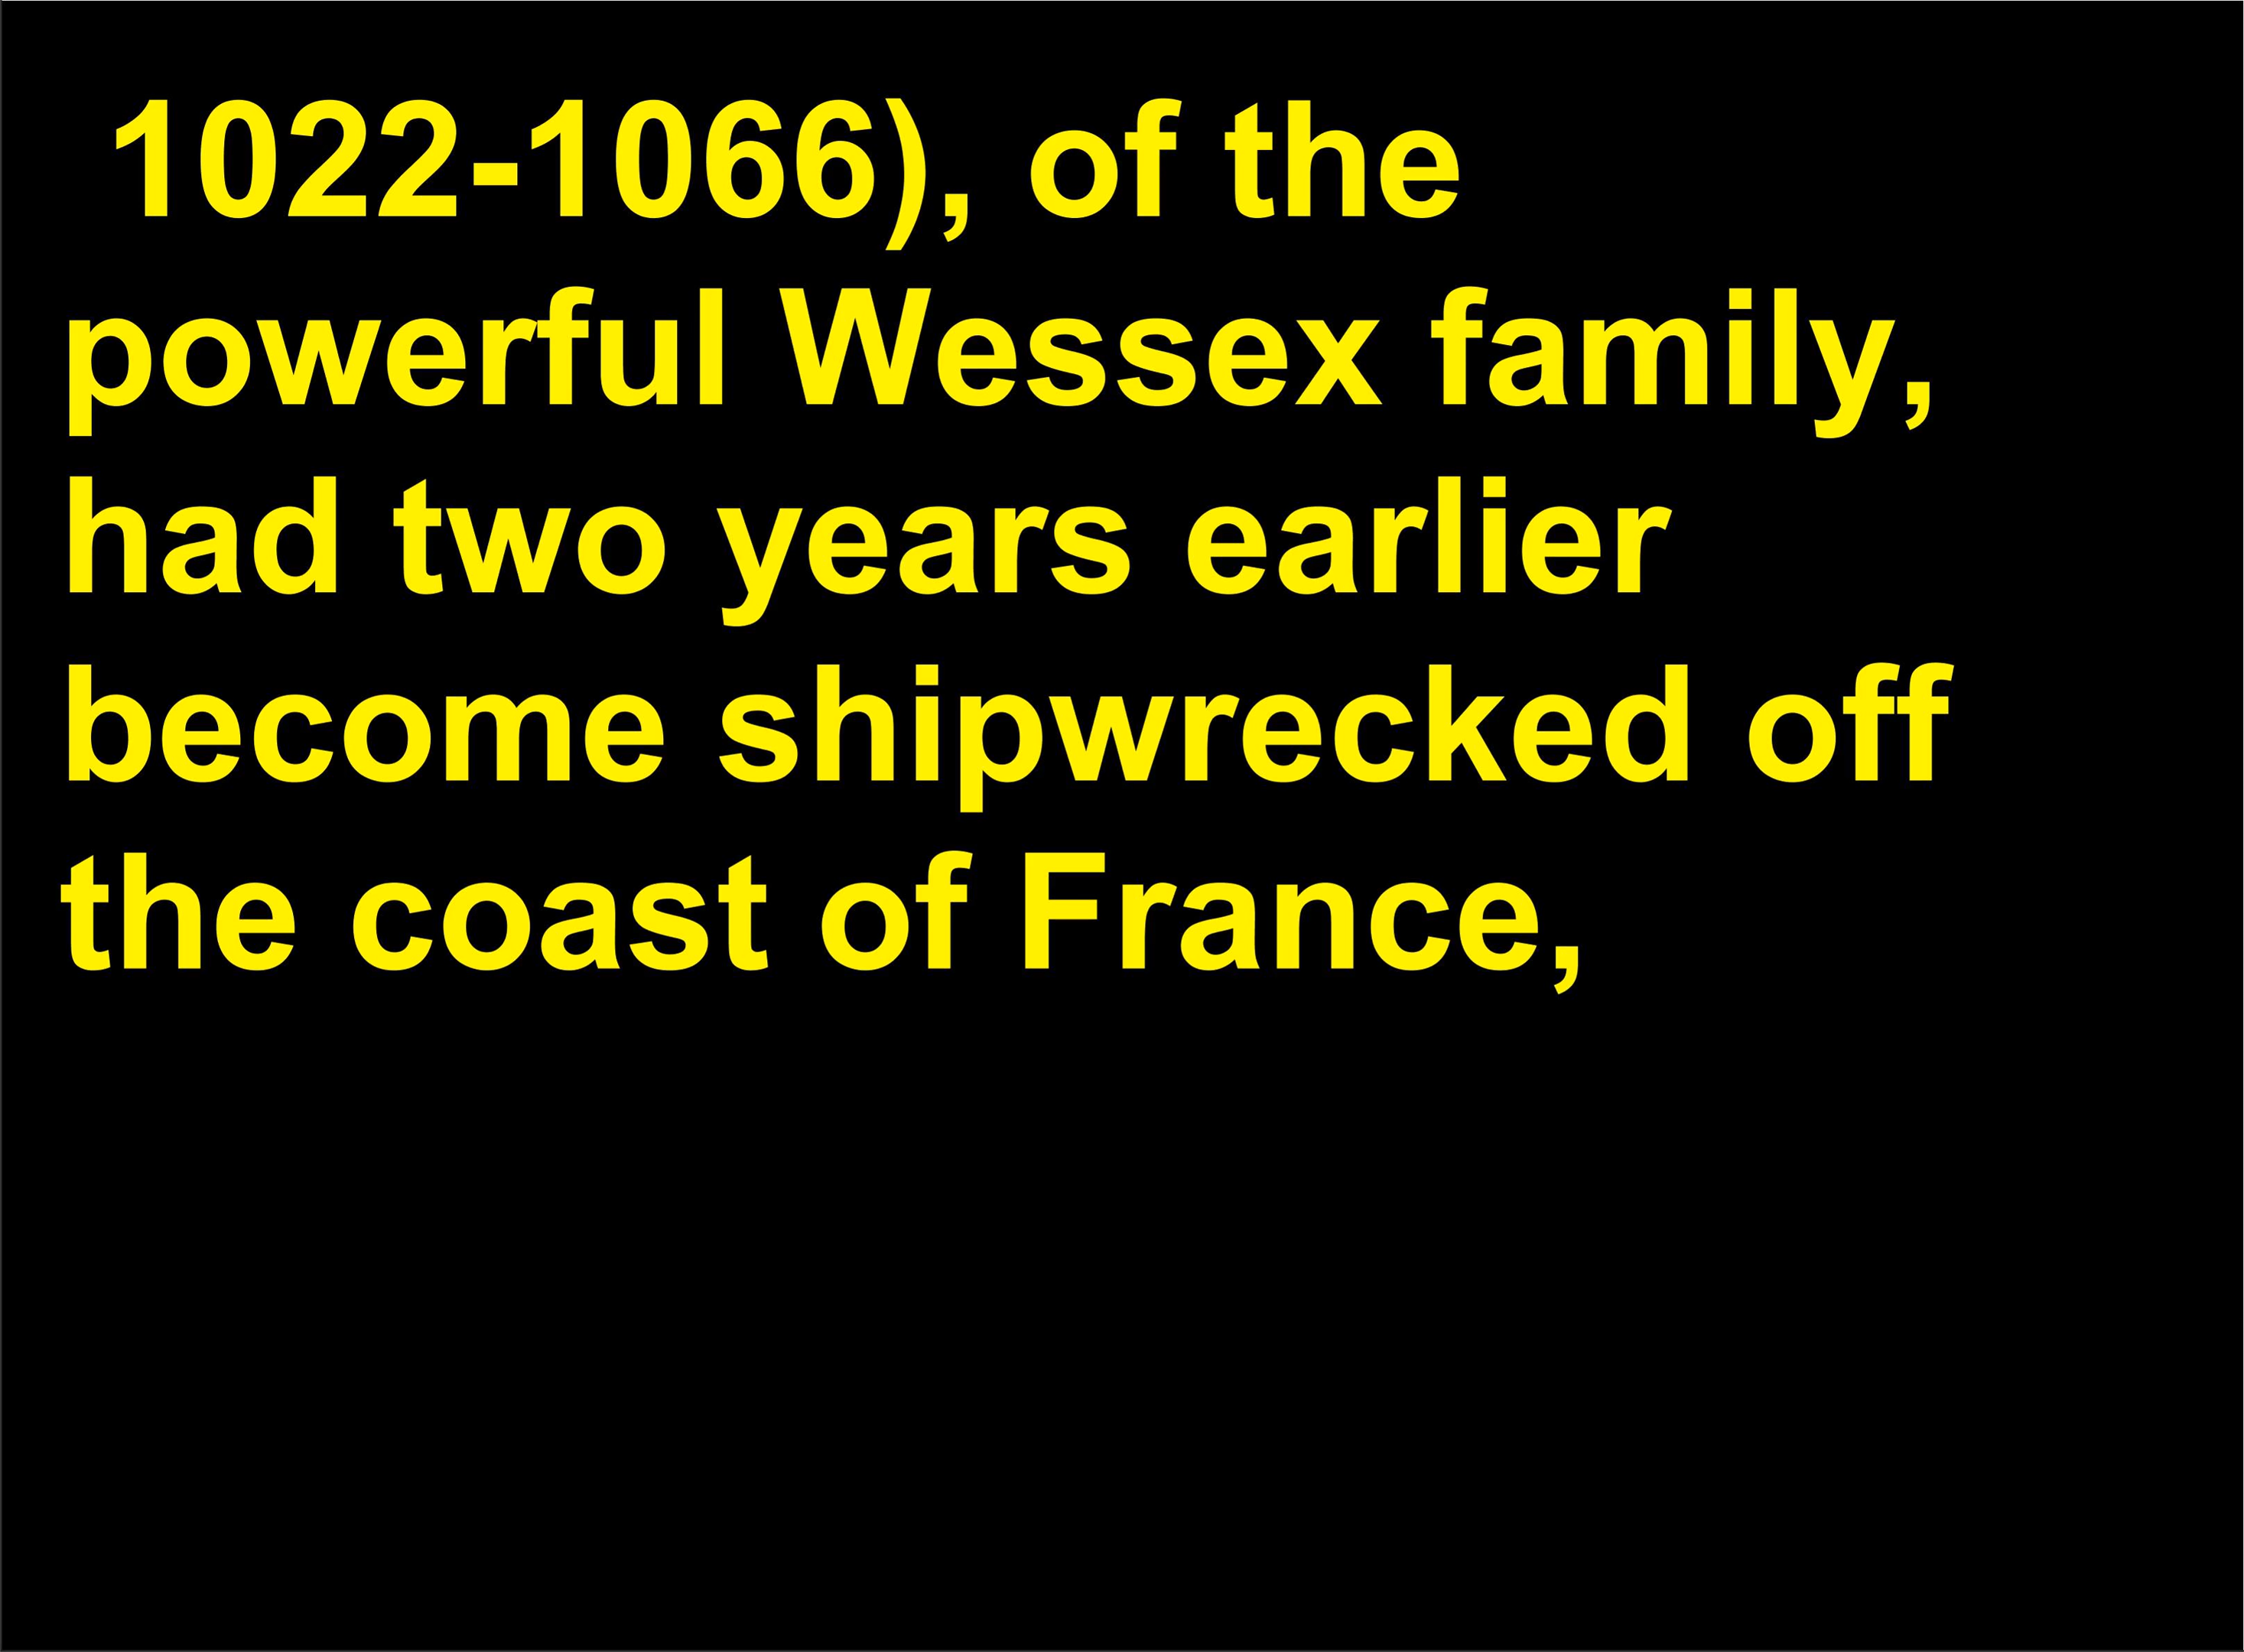 1022-1066), of the
powerful Wessex family,
had two years earlier
become shipwrecked off
the coast of France,